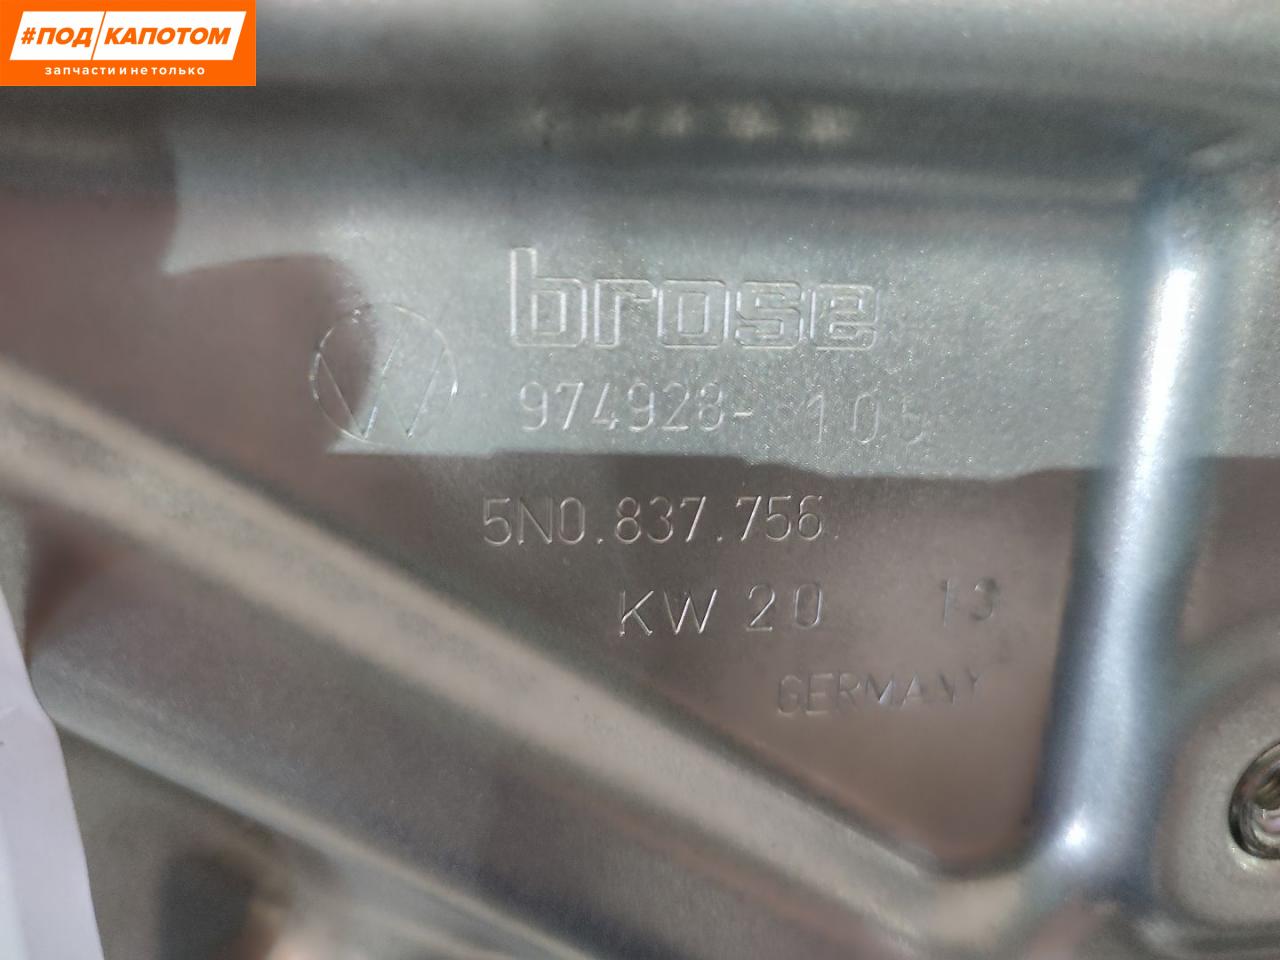 #ПОД КАПОТОМ
запчасти и не только
brose
974928-105
5N0.837.756
KW 20 13
GERMANY